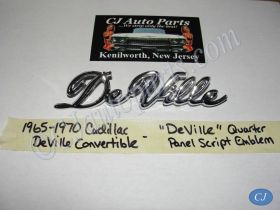 CJ Auto Parts
Kenilworth, New Jersey
DeVille
1965-1970 Cadillac - "DeVille" Quarter
DeVille Convertible Panel Script Emblem
CJ